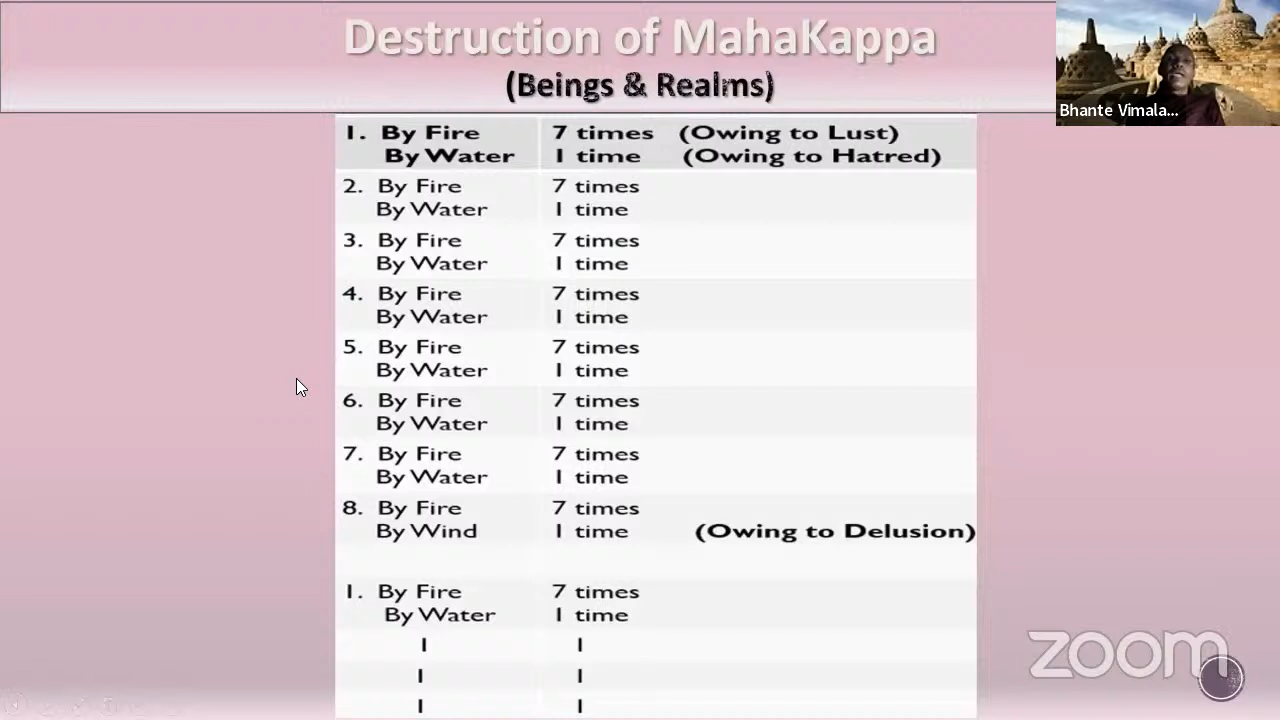 Destruction of MahaKappa
(Beings & Realms)
Bhante Vimala...
1. By Fire 7 times (Owing to Lust)
By Water 1 time (Owing to Hatred)
2. By Fire 7 times
By Water 1 time
3. By Fire 7 times
By Water 1 time
4. By Fire 7 times
By Water 1 time
5. By Fire 7 times
By Water 1 time
6. By Fire 7 times
By Water 1 time
7. By Fire 7 times
By Water 1 time
8. By Fire 7 times
By Wind 1 time (Owing to Delusion)
1. By Fire 7 times
By Water 1 time
I I
I I
I I
zoom